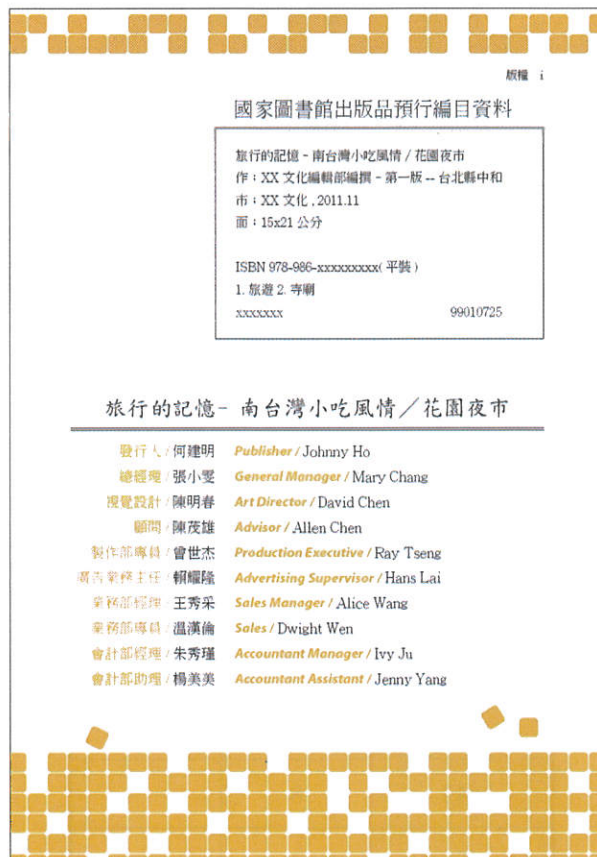 版權 i
國家圖書館出版品預行編目資料
旅行的記憶 - 南台灣小吃風情 / 花園夜市
作：XX 文化編輯部編撰 - 第一版 -- 台北縣中和
市：XX 文化 , 2011.11
面：15x21 公分
ISBN 978-986-xxxxxxxxx( 平裝 )
1. 旅遊 2. 專刷
xxxxxxx 99010725
旅行的記憶- 南台灣小吃風情／花園夜市
發行人 / 何建明 Publisher / Johnny Ho
總經理 / 張小雯 General Manager / Mary Chang
視覺設計 / 陳明春 Art Director / David Chen
顧問 / 陳茂雄 Advisor / Allen Chen
製作部專員 / 曾世杰 Production Executive / Ray Tseng
廣告業務主任 / 賴耀隆 Advertising Supervisor / Hans Lai
業務部經理 / 王秀采 Sales Manager / Alice Wang
業務部專員 / 溫漢倫 Sales / Dwight Wen
會計部經理 / 朱秀瑾 Accountant Manager / Ivy Ju
會計部助理 / 楊美美 Accountant Assistant / Jenny Yang